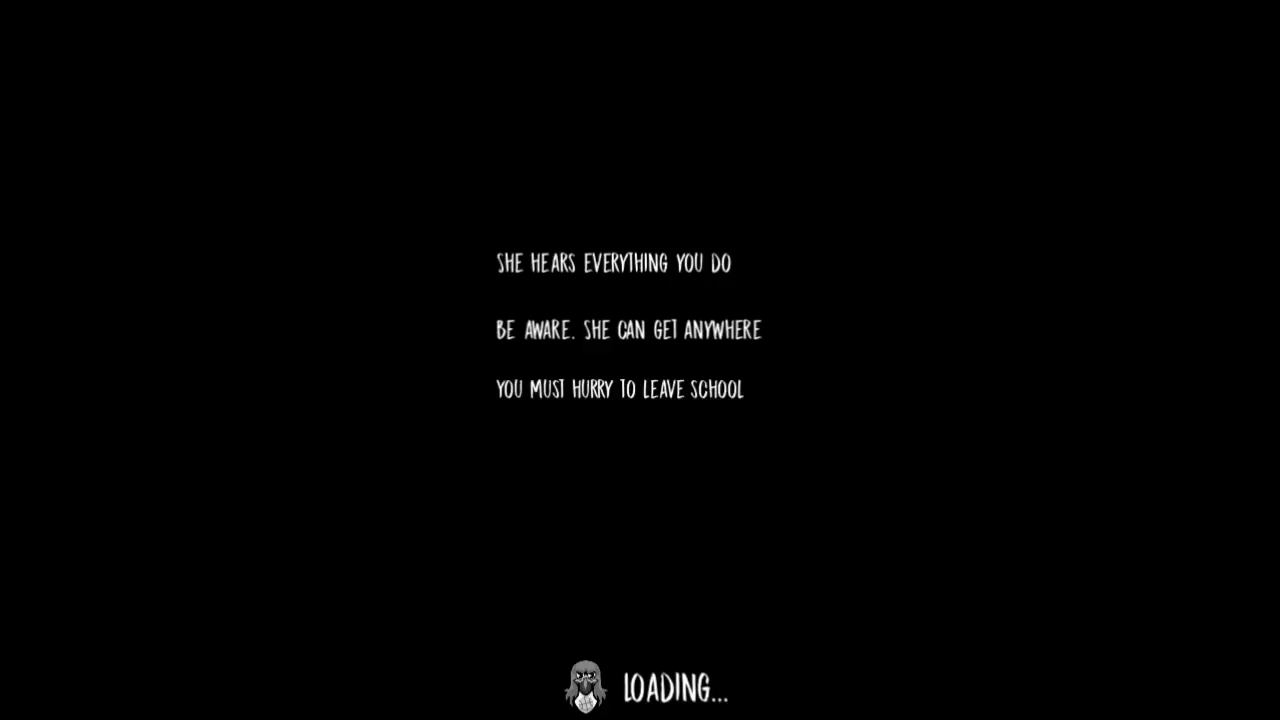 SHE HEARS EVERYTHING YOU DO
BE AWARE. SHE CAN GET ANYWHERE
YOU MUST HURRY TO LEAVE SCHOOL
LOADING...